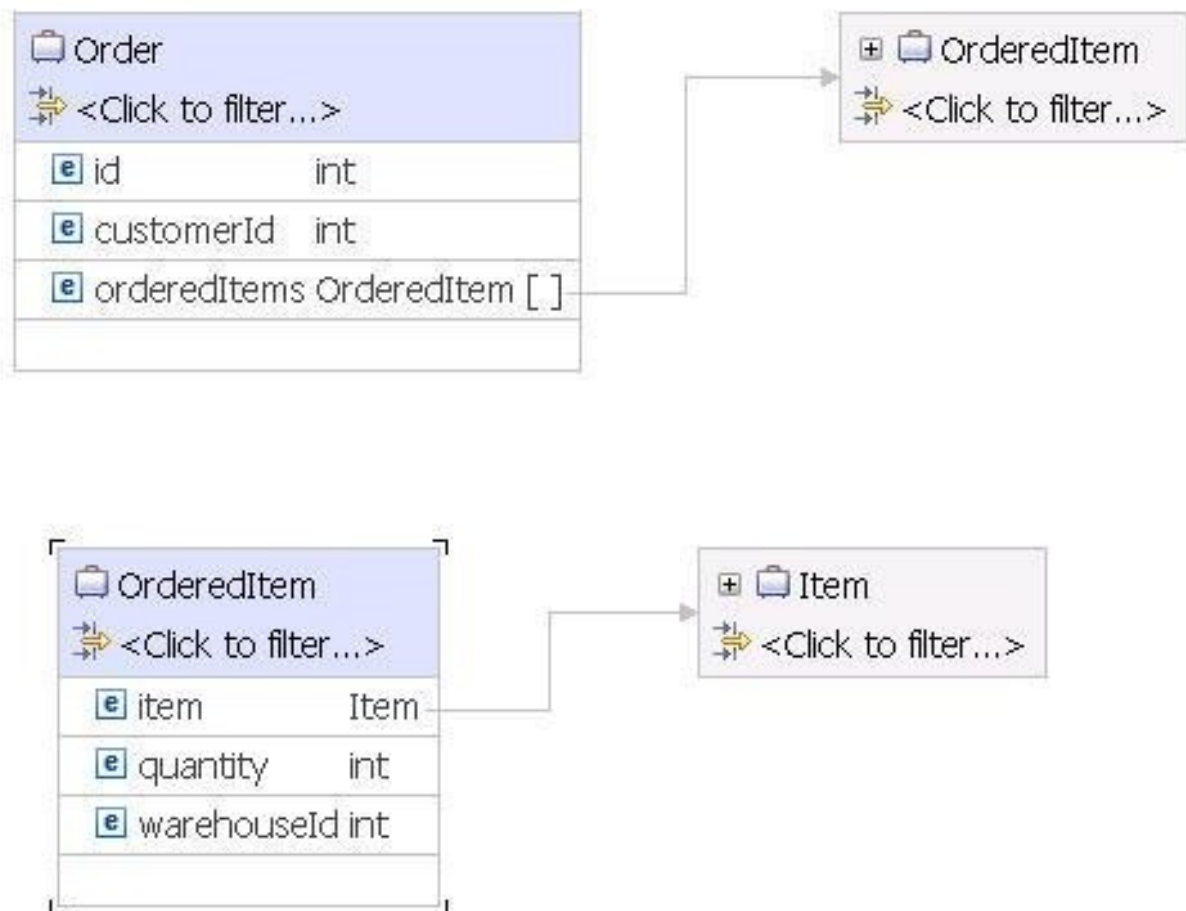 Order
<Click to filter...>
id int
customerId int
orderedItems OrderedItem [ ]
OrderedItem
<Click to filter...>
OrderedItem
<Click to filter...>
item Item
quantity int
warehouseId int
Item
<Click to filter...>